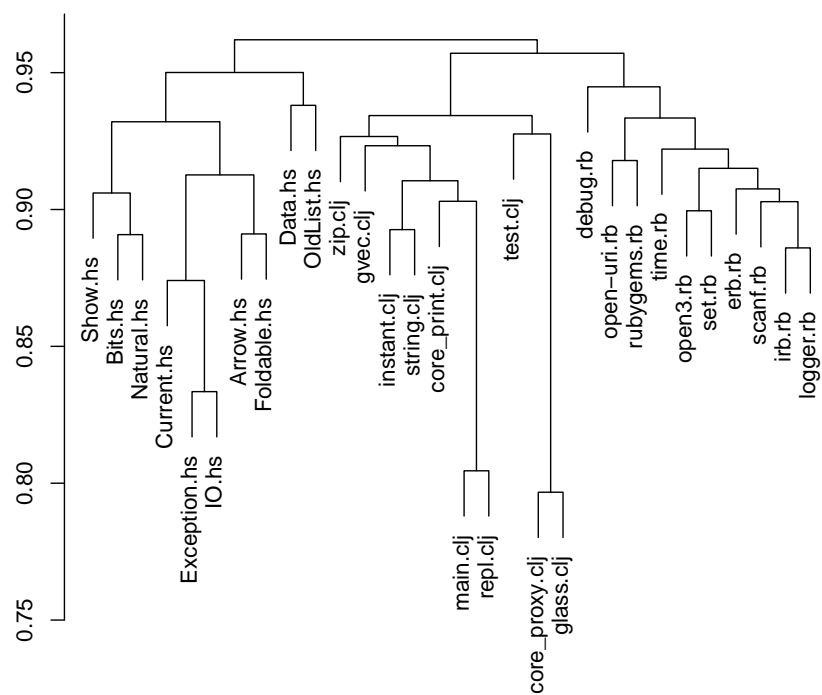 0.95
0.90
0.85
0.80
0.75
Show.hs
Bits.hs
Natural.hs
Current.hs
Exception.hs
IO.hs
Arrow.hs
Foldable.hs
Data.hs
OldList.hs
zip.clj
gvec.clj
instant.clj
string.clj
core_print.clj
main.clj
repl.clj
test.clj
core_proxy.clj
glass.clj
debug.rb
open−uri.rb
rubygems.rb
time.rb
open3.rb
set.rb
erb.rb
scanf.rb
irb.rb
logger.rb